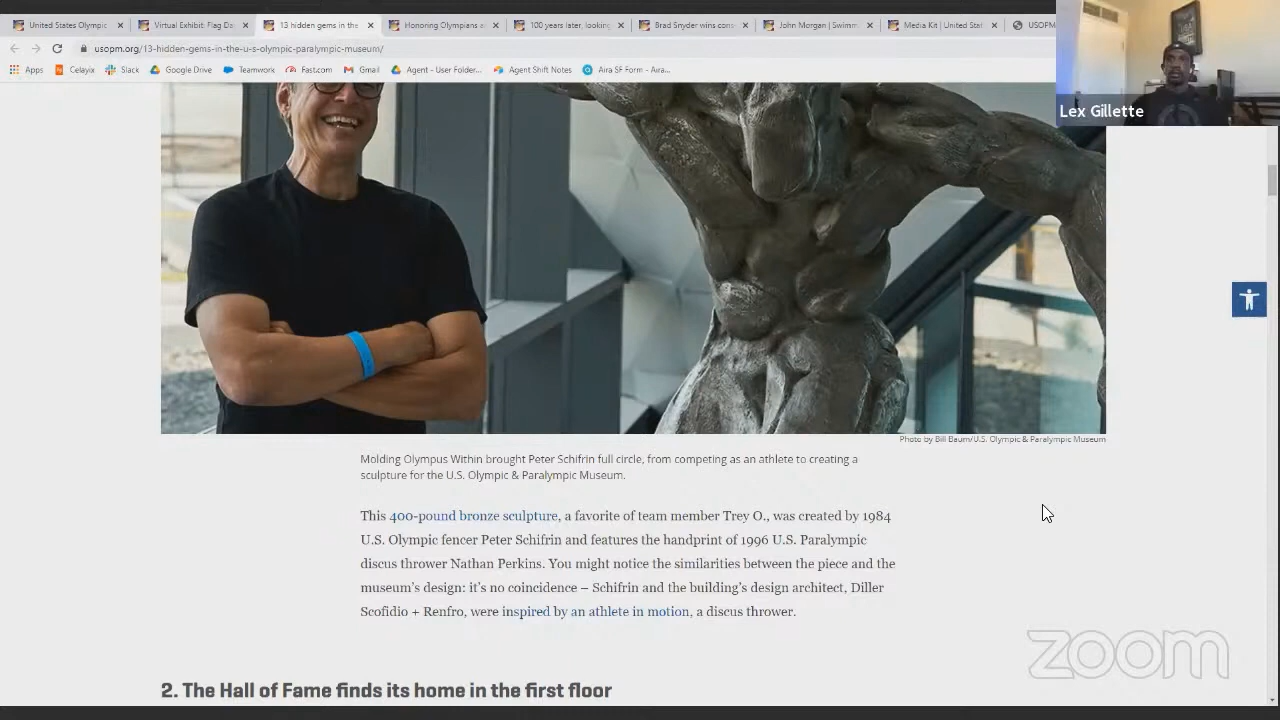 United States Olympic
Virtual Exhibit: Flag Da
13 hidden gems in the
Honoring Olympians a
100 years later, looking
Brad Snyder wins cons
John Morgan | Swimm
Media Kit | United Stat
USOPM
usopm.org/13-hidden-gems-in-the-u-s-olympic-paralympic-museum/
Apps
Celayix
Slack
Google Drive
Teamwork
Fast.com
Gmail
Agent - User Folder...
Agent Shift Notes
Aira SF Form - Aira...
Lex Gillette
Photo by Bill Baum/U.S. Olympic & Paralympic Museum
Molding Olympus Within brought Peter Schifrin full circle, from competing as an athlete to creating a
sculpture for the U.S. Olympic & Paralympic Museum.
This 400-pound bronze sculpture, a favorite of team member Trey O., was created by 1984
U.S. Olympic fencer Peter Schifrin and features the handprint of 1996 U.S. Paralympic
discus thrower Nathan Perkins. You might notice the similarities between the piece and the
museum's design: it's no coincidence – Schifrin and the building's design architect, Diller
Scofidio + Renfro, were inspired by an athlete in motion, a discus thrower.
zoom
2. The Hall of Fame finds its home in the first floor